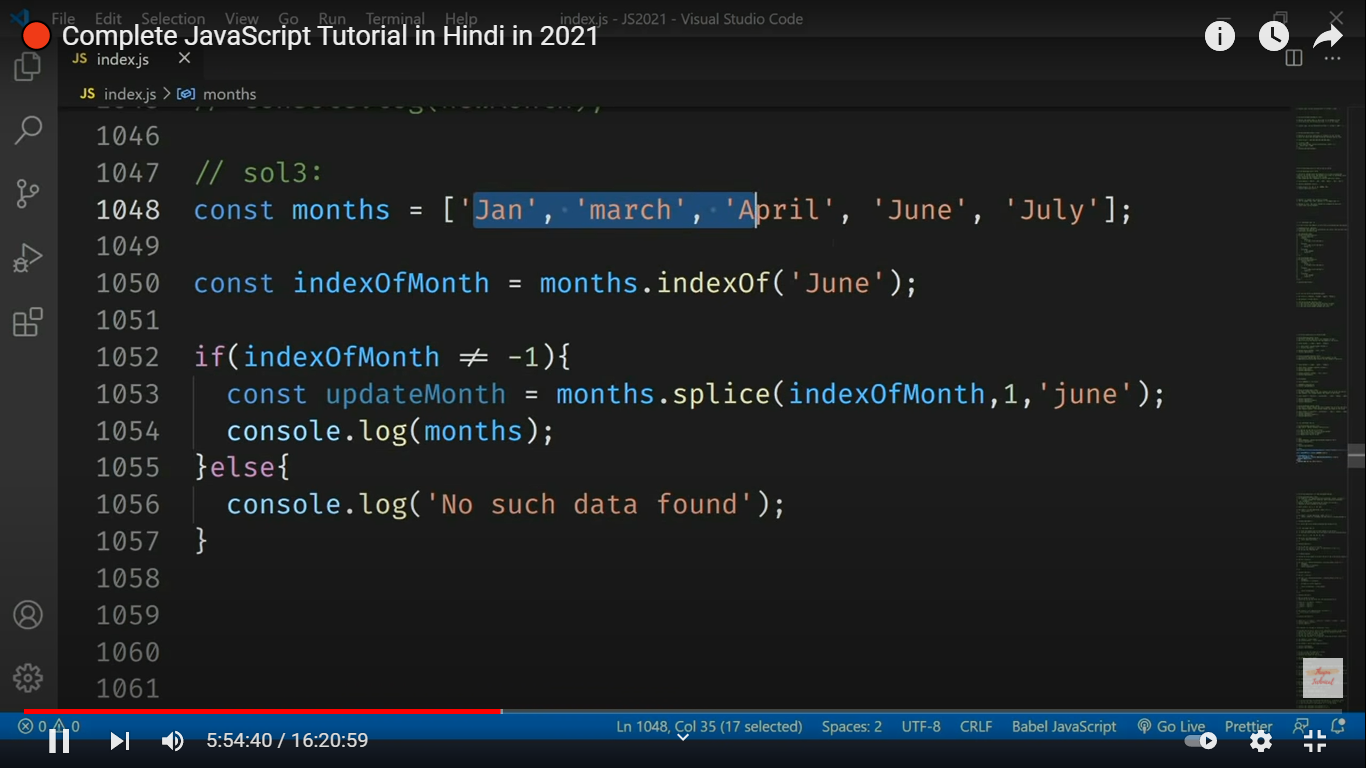 File Edit Selection View Go Run Terminal Help index.js - JS2021 - Visual Studio Code
Complete JavaScript Tutorial in Hindi in 2021
JS index.js
JS index.js > months
1046
1047 // sol3:
1048 const months = ['Jan', 'march', 'April', 'June', 'July'];
1049
1050 const indexOfMonth = months.indexOf('June');
1051
1052 if(indexOfMonth != -1){
1053 const updateMonth = months.splice(indexOfMonth,1,'june');
1054 console.log(months);
1055 }else{
1056 console.log('No such data found');
1057 }
1058
1059
1060
1061
0 0 Ln 1048, Col 35 (17 selected) Spaces: 2 UTF-8 CRLF Babel JavaScript Go Live Prettier
5:54:40 / 16:20:59